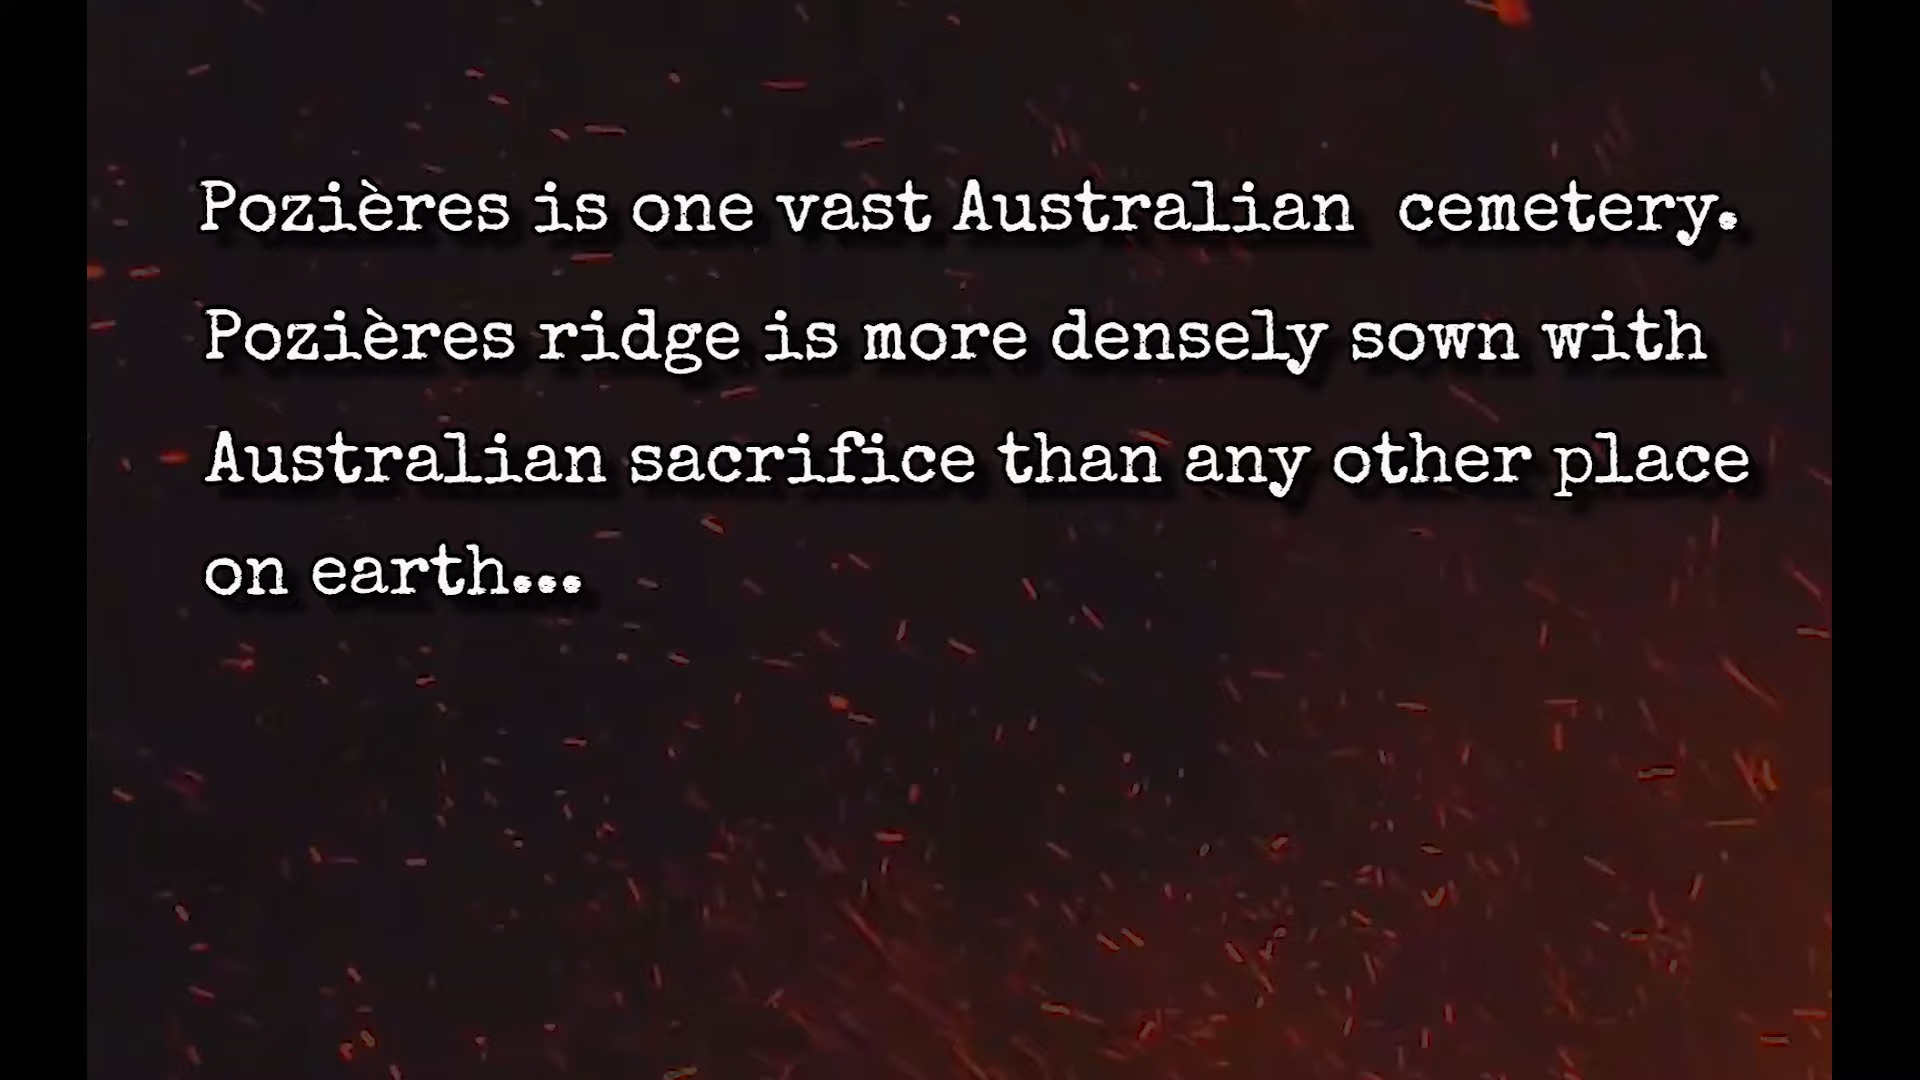 Pozières is one vast Australian cemetery.
Pozières ridge is more densely sown with
Australian sacrifice than any other place
on earth...